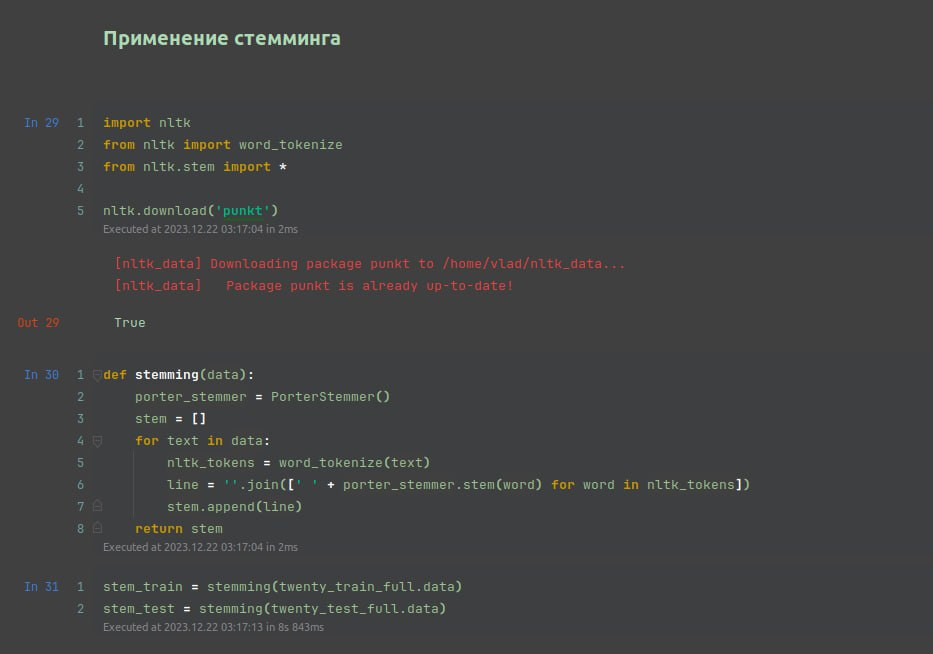 Применение стемминга
In 29 1 import nltk
2 from nltk import word_tokenize
3 from nltk.stem import *
4
5 nltk.download('punkt')
Executed at 2023.12.22 03:17:04 in 2ms
[nltk_data] Downloading package punkt to /home/vlad/nltk_data...
[nltk_data]   Package punkt is already up-to-date!
Out 29 True
In 30 1 def stemming(data):
2     porter_stemmer = PorterStemmer()
3     stem = []
4     for text in data:
5         nltk_tokens = word_tokenize(text)
6         line = ''.join([' ' + porter_stemmer.stem(word) for word in nltk_tokens])
7         stem.append(line)
8     return stem
Executed at 2023.12.22 03:17:04 in 2ms
In 31 1 stem_train = stemming(twenty_train_full.data)
2 stem_test = stemming(twenty_test_full.data)
Executed at 2023.12.22 03:17:13 in 8s 843ms